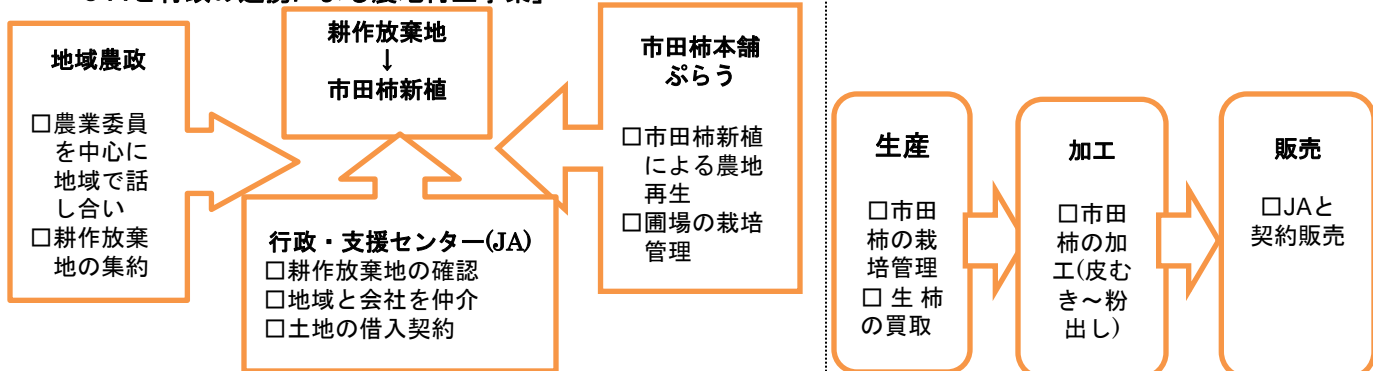 地域農政
□農業委員
を中心に
地域で話
し合い
□耕作放棄
地の集約
耕作放棄地
↓
市田柿新植
行政・支援センター(JA)
□耕作放棄地の確認
□地域と会社を仲介
□土地の借入契約
市田柿本舗
ぷらう
□市田柿新植
による農地
再生
□圃場の栽培
管理
生産
□市田
柿の栽
培管理
□生柿
の買取
加工
□市田
柿の加
工(皮む
き～粉
出し)
販売
□JAと
契約販売